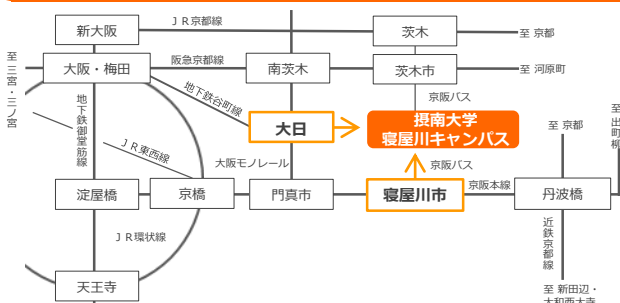 新大阪
ＪＲ京都線
茨木
至 京都
至 三宮・三ノ宮
大阪・梅田
阪急京都線
南茨木
茨木市
至 河原町
地下鉄谷町線
京阪バス
地下鉄御堂筋線
大日
摂南大学
寝屋川キャンパス
至 京都
至 出町柳
ＪＲ東西線
大阪モノレール
京阪バス
淀屋橋
京橋
門真市
寝屋川市
京阪本線
丹波橋
ＪＲ環状線
近鉄京都線
天王寺
至 新田辺・
大和西大寺